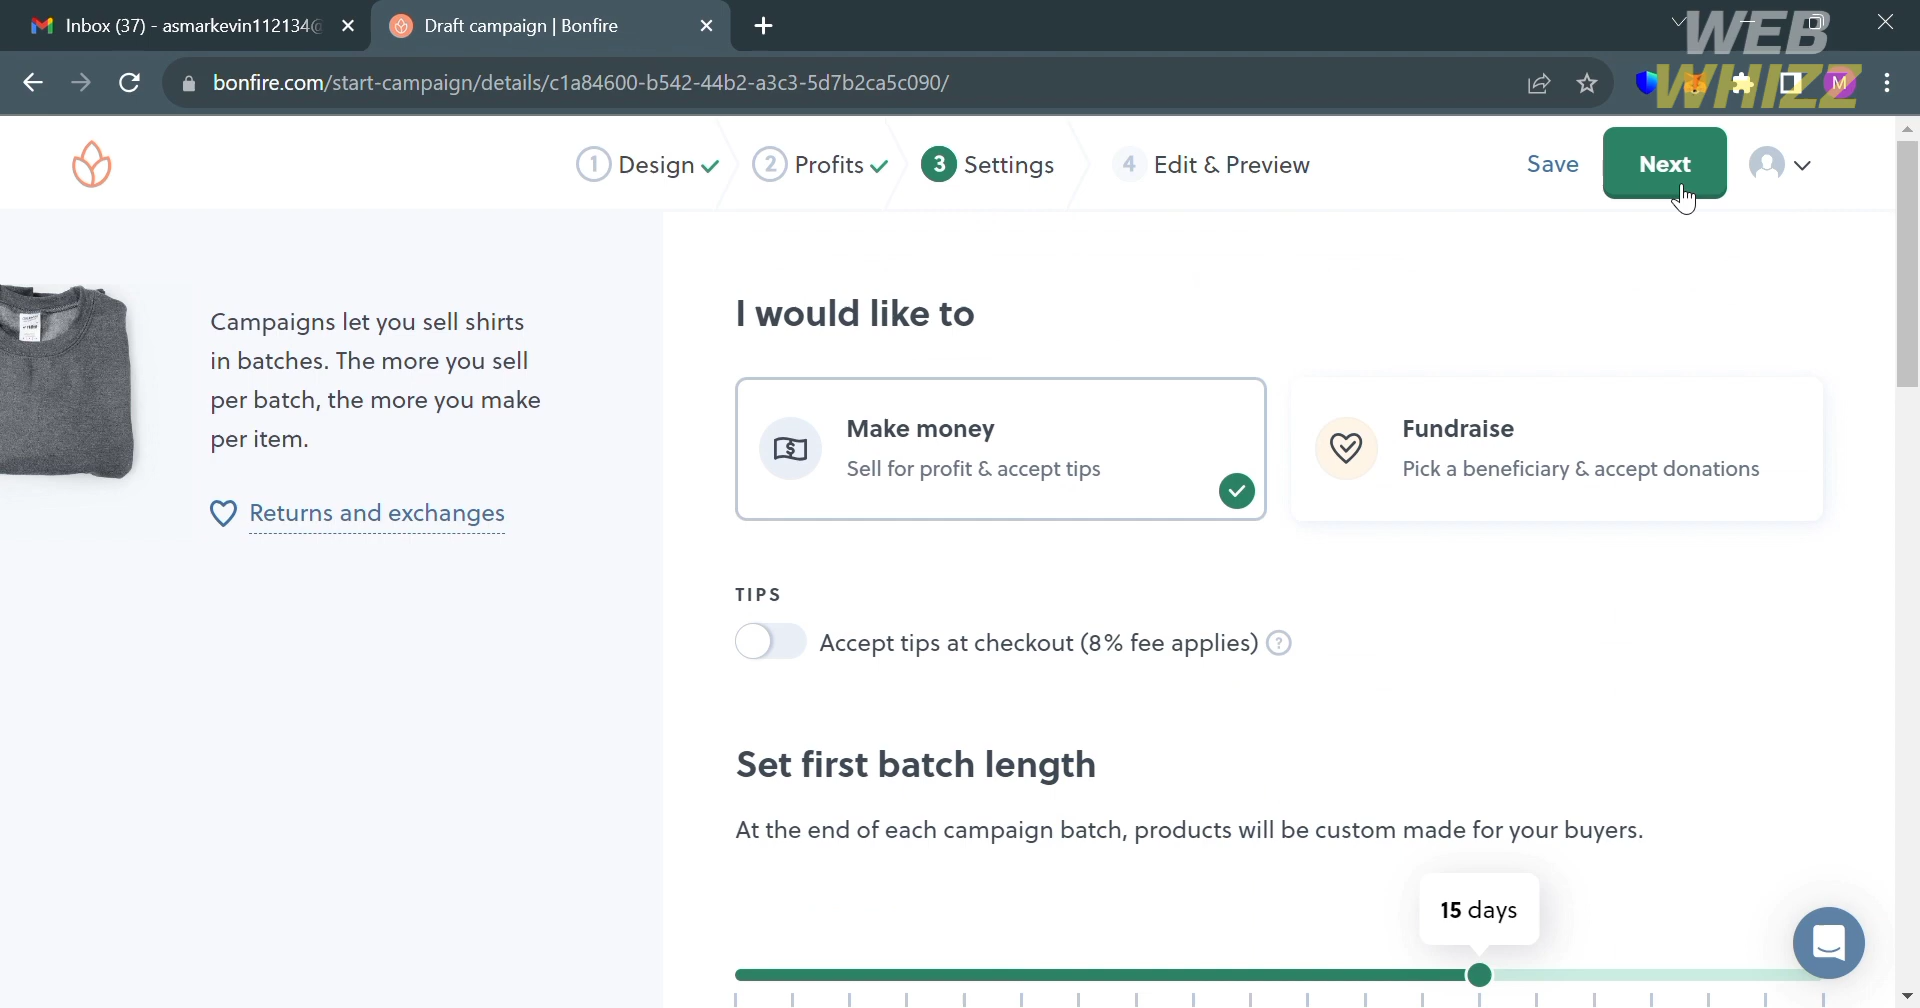 Inbox (37) - asmarkevin112134@
Draft campaign | Bonfire
WEB
WHIZZ
bonfire.com/start-campaign/details/c1a84600-b542-44b2-a3c3-5d7b2ca5c090/
M
1 Design
2 Profits
3 Settings
4 Edit & Preview
Save
Next
Campaigns let you sell shirts
in batches. The more you sell
per batch, the more you make
per item.
Returns and exchanges
I would like to
Make money
Sell for profit & accept tips
Fundraise
Pick a beneficiary & accept donations
TIPS
Accept tips at checkout (8% fee applies) ?
Set first batch length
At the end of each campaign batch, products will be custom made for your buyers.
15 days